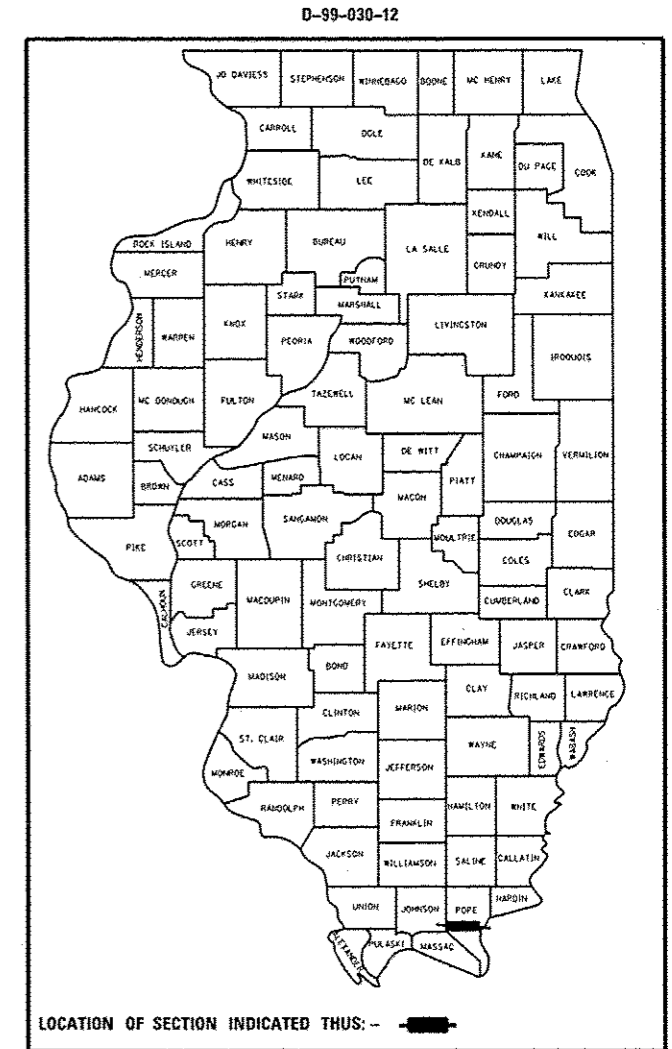 D-99-030-12
JO DAVIESS STEPHENSON WINNEBAGO BOONE MC HENRY LAKE
CARROLL OGLE DE KALB KANE DU PAGE COOK
WHITESIDE LEE KENDALL WILL
ROCK ISLAND HENRY BUREAU LA SALLE GRUNDY
MERCER PUTNAM KANKAKEE
STARK MARSHALL LIVINGSTON
HENDERSON WARREN KNOX PEORIA WOODFORD IROQUOIS
HANCOCK MC DONOUGH FULTON TAZEWELL MC LEAN FORD
MASON
SCHUYLER LOGAN DE WITT CHAMPAIGN VERMILION
ADAMS BROWN CASS MENARD PIATT
MACON
PIKE SCOTT MORGAN SANGAMON MOULTRIE DOUGLAS EDGAR
CHRISTIAN COLES
CALHOUN GREENE MACOUPIN MONTGOMERY SHELBY CUMBERLAND CLARK
JERSEY FAYETTE EFFINGHAM JASPER CRAWFORD
MADISON BOND
CLAY RICHLAND LAWRENCE
CLINTON MARION
ST. CLAIR WAYNE EDWARDS WABASH
MONROE WASHINGTON JEFFERSON
RANDOLPH PERRY HAMILTON WHITE
FRANKLIN
JACKSON WILLIAMSON SALINE GALLATIN
UNION JOHNSON POPE HARDIN
ALEXANDER PULASKI MASSAC
LOCATION OF SECTION INDICATED THUS: -